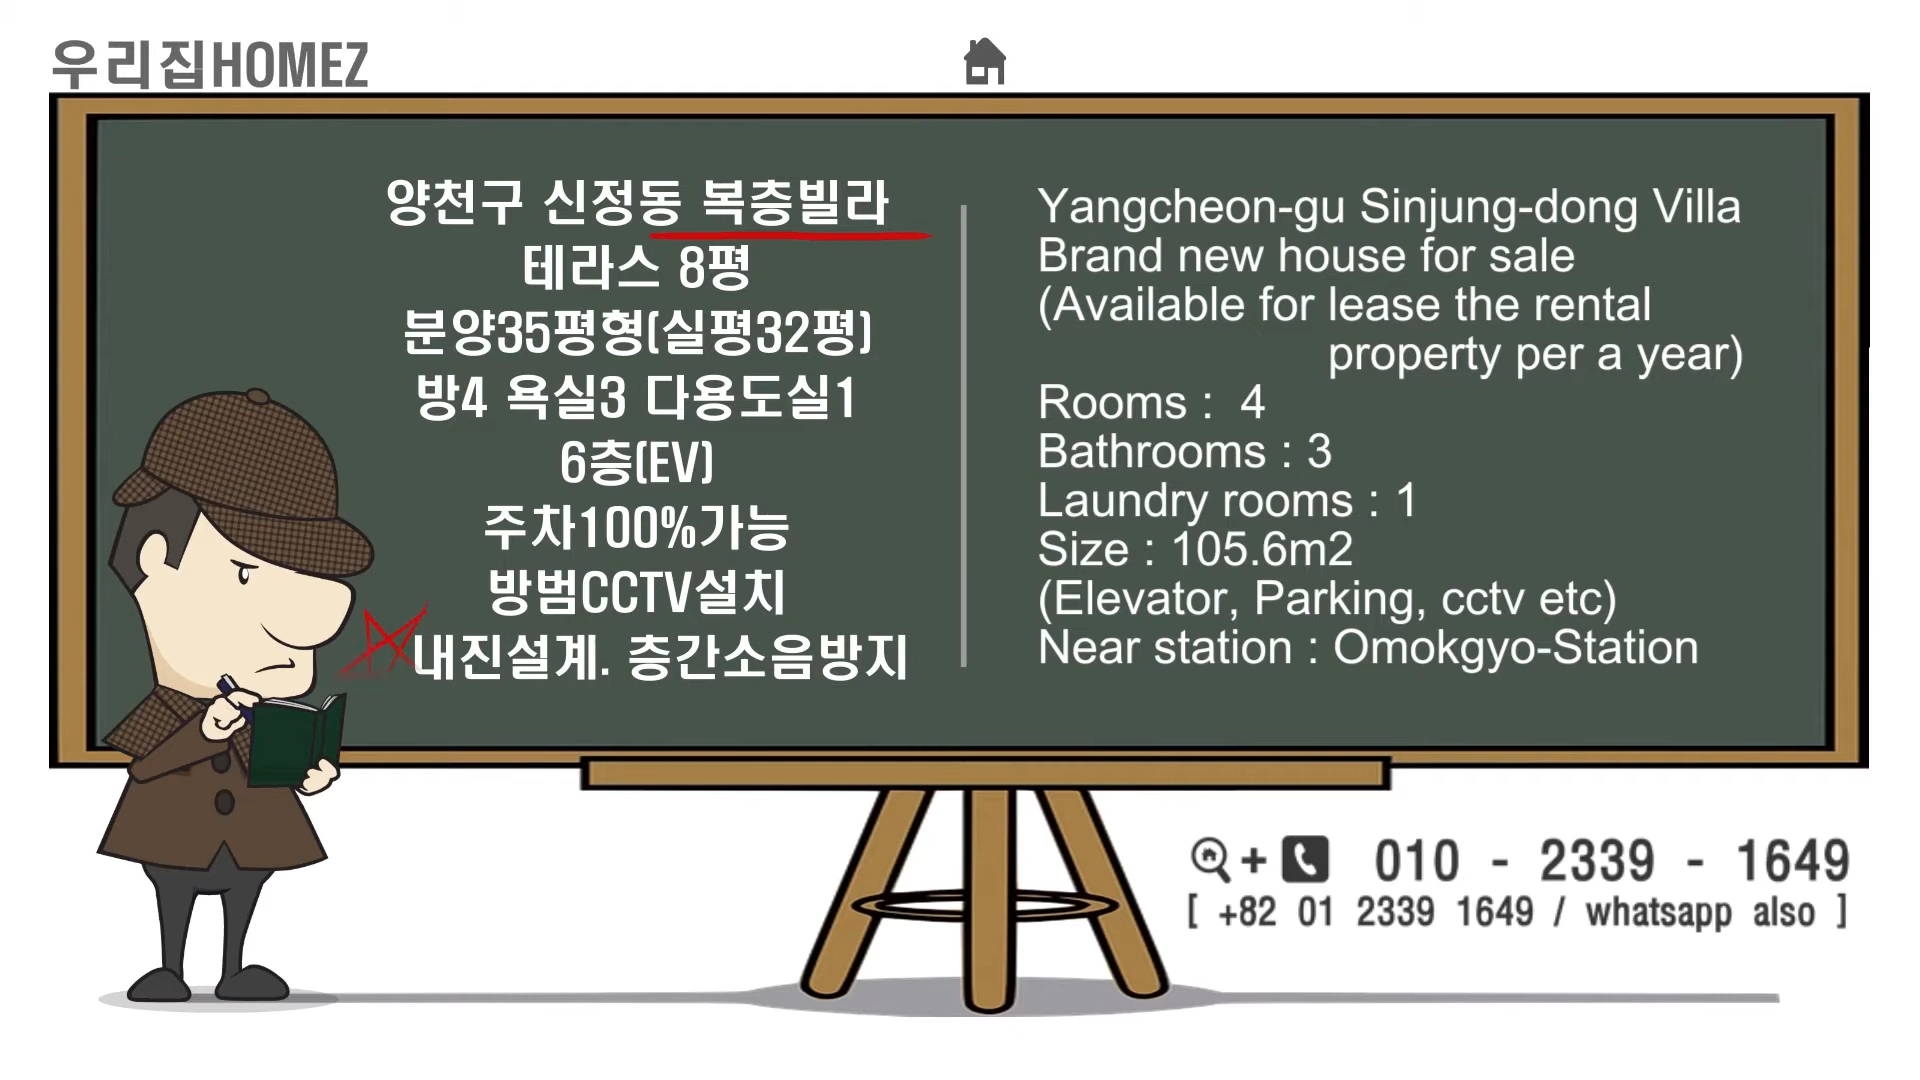 우리집HOMEZ
양천구 신정동 복층빌라
테라스 8평
분양35평형(실평32평)
방4 욕실3 다용도실1
6층(EV)
주차100%가능
방범CCTV설치
내진설계. 층간소음방지
Yangcheon-gu Sinjung-dong Villa
Brand new house for sale
(Available for lease the rental
property per a year)
Rooms : 4
Bathrooms : 3
Laundry rooms : 1
Size : 105.6m2
(Elevator, Parking, cctv etc)
Near station : Omokgyo-Station
+ 010 - 2339 - 1649
[ +82 01 2339 1649 / whatsapp also ]